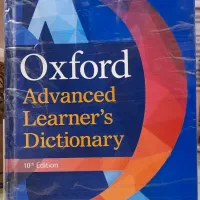 Oxford
Advanced
Learner's
Dictionary
10th Edition